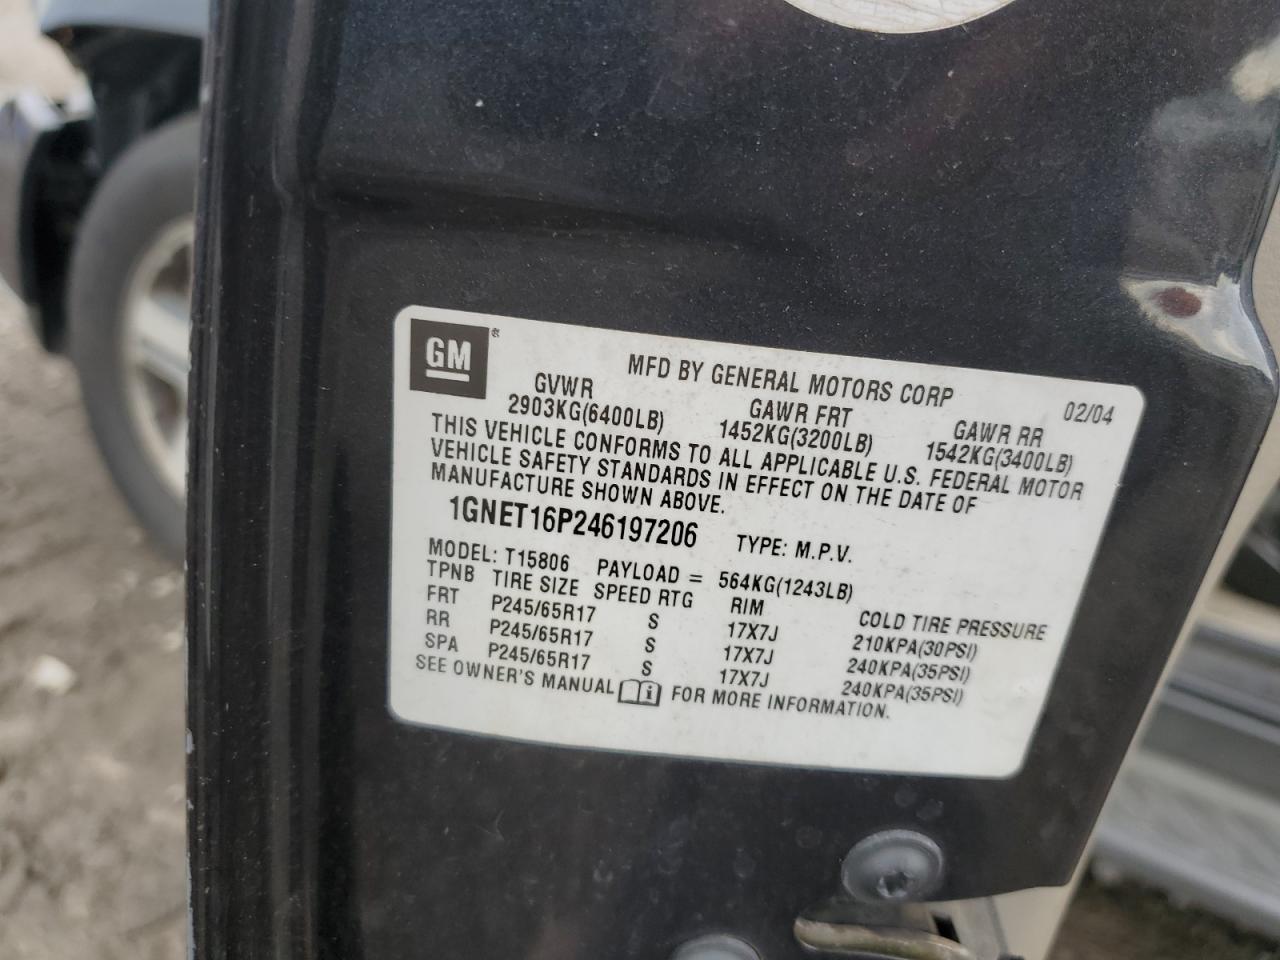 GM ®
MFD BY GENERAL MOTORS CORP 02/04
GVWR GAWR FRT GAWR RR
2903KG(6400LB) 1452KG(3200LB) 1542KG(3400LB)
THIS VEHICLE CONFORMS TO ALL APPLICABLE U.S. FEDERAL MOTOR
VEHICLE SAFETY STANDARDS IN EFFECT ON THE DATE OF
MANUFACTURE SHOWN ABOVE.
1GNET16P246197206 TYPE: M.P.V.
MODEL: T15806 PAYLOAD = 564KG(1243LB)
TPNB TIRE SIZE SPEED RTG RIM COLD TIRE PRESSURE
FRT P245/65R17 S 17X7J 210KPA(30PSI)
RR P245/65R17 S 17X7J 240KPA(35PSI)
SPA P245/65R17 S 17X7J 240KPA(35PSI)
SEE OWNER'S MANUAL i FOR MORE INFORMATION.